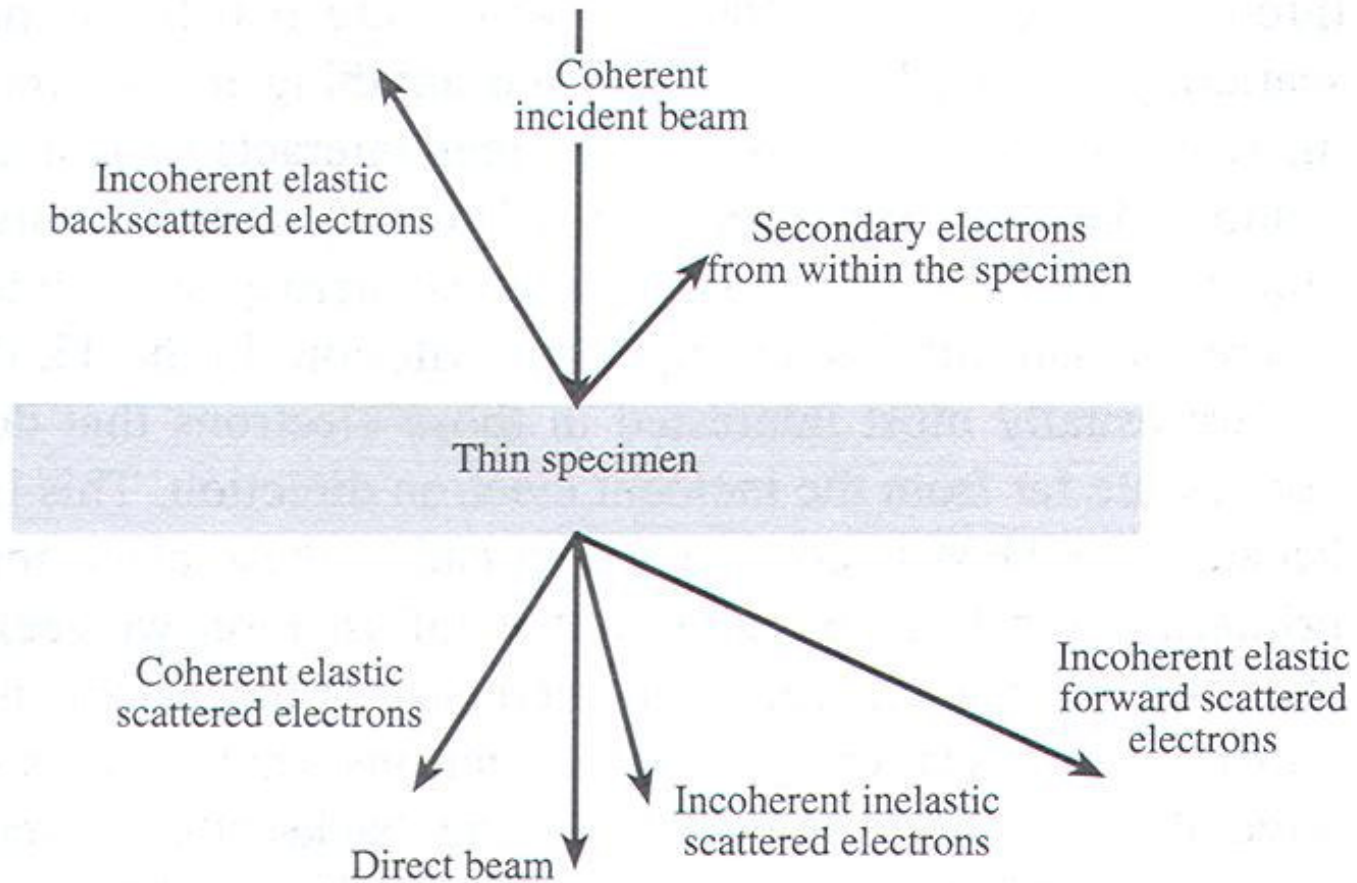 Coherent
incident beam
Incoherent elastic
backscattered electrons
Secondary electrons
from within the specimen
Thin specimen
Coherent elastic
scattered electrons
Incoherent elastic
forward scattered
electrons
Incoherent inelastic
scattered electrons
Direct beam